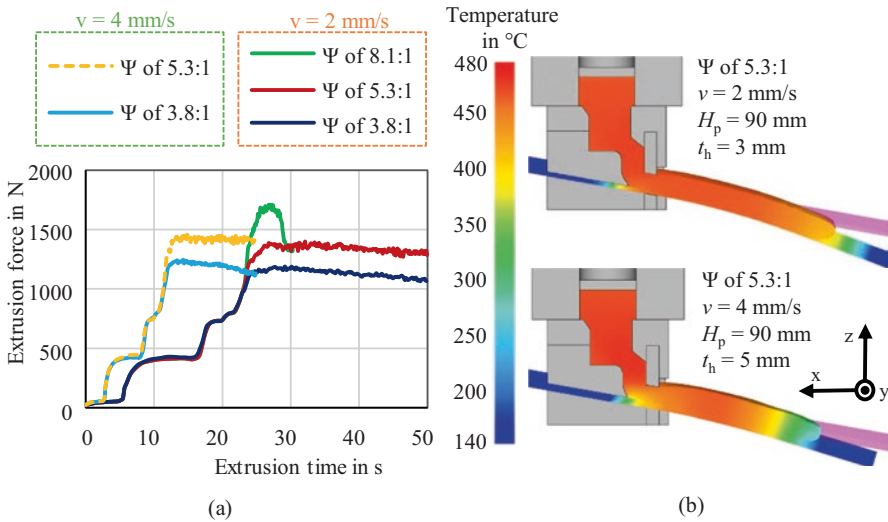 v = 4 mm/s
v = 2 mm/s
Ψ of 5.3:1
Ψ of 3.8:1
Ψ of 8.1:1
Ψ of 5.3:1
Ψ of 3.8:1
Extrusion force in N
2000
1500
1000
500
0
0 10 20 30 40 50
Extrusion time in s
(a)
Temperature
in °C
480
450
400
350
300
250
200
140
Ψ of 5.3:1
v = 2 mm/s
Hp = 90 mm
th = 3 mm
Ψ of 5.3:1
v = 4 mm/s
Hp = 90 mm
th = 5 mm
z
x
y
(b)